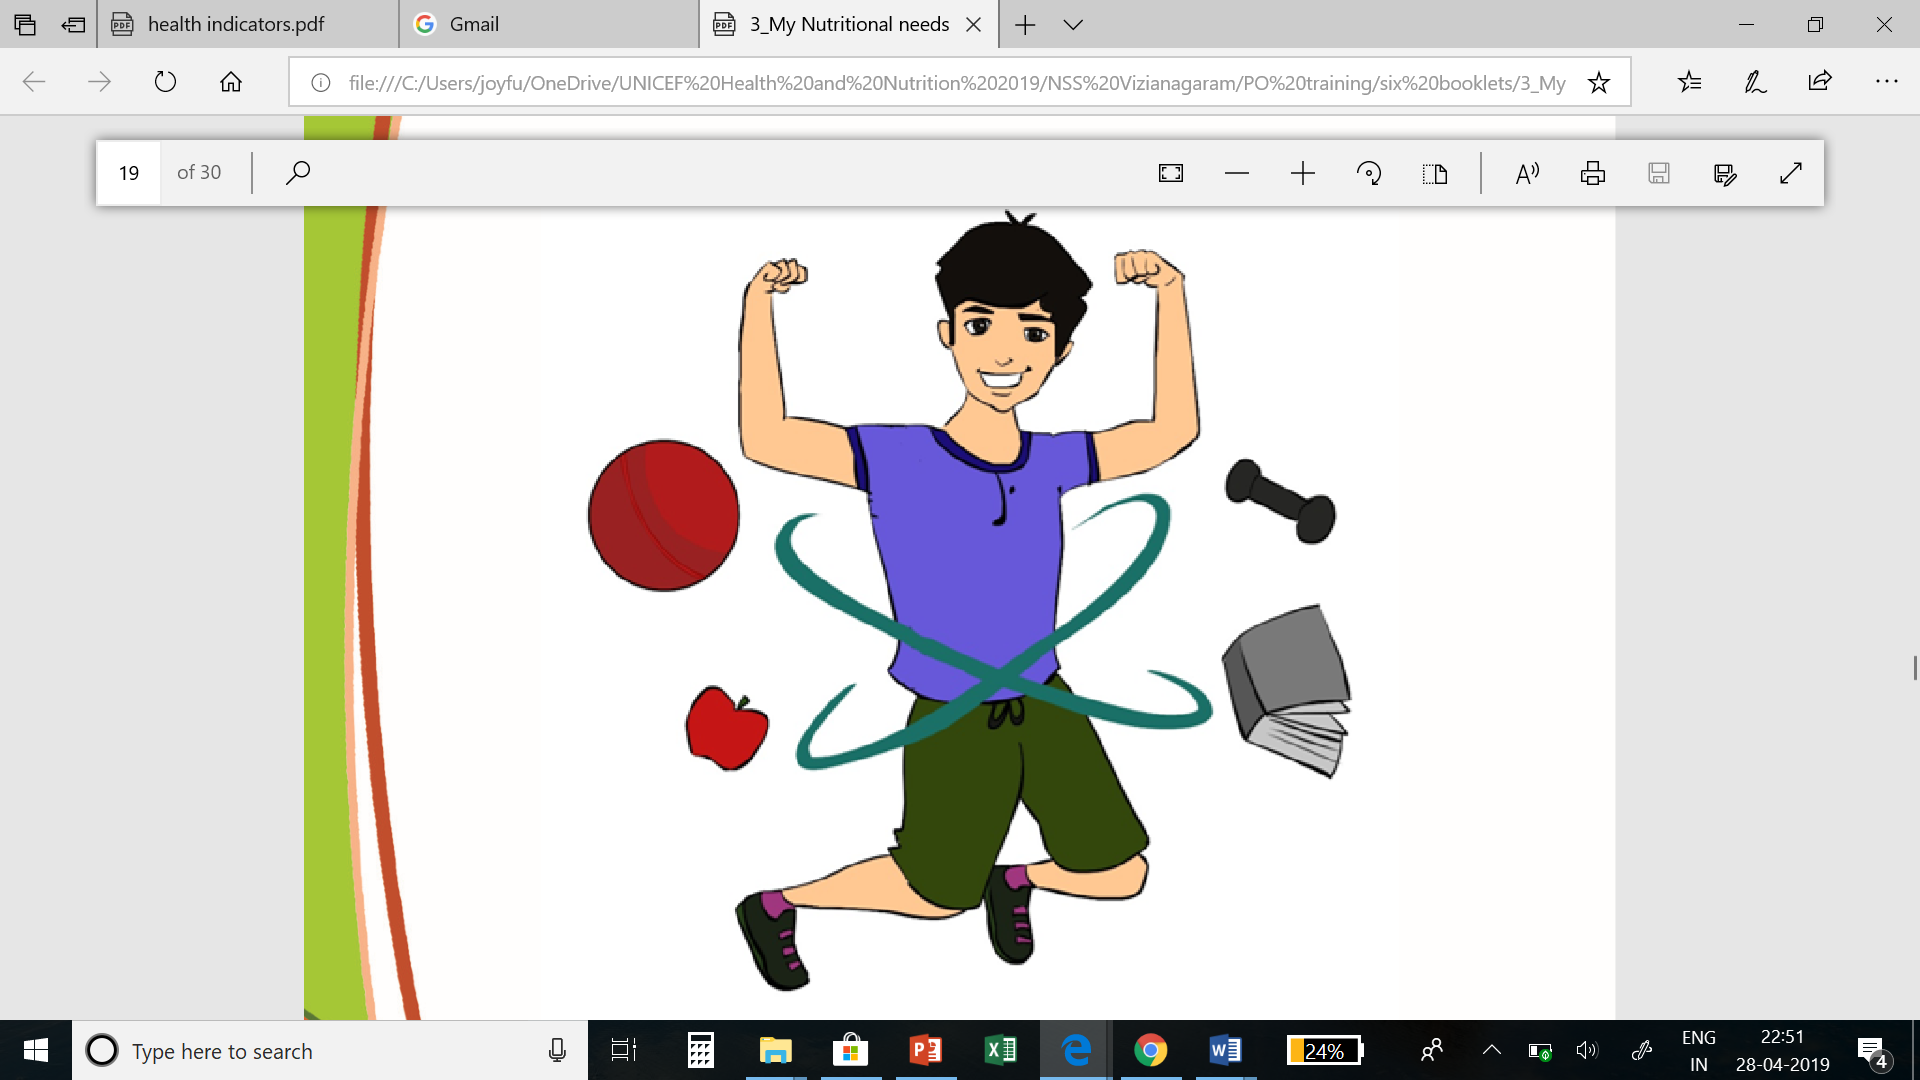 health indicators.pdf
Gmail
3_My Nutritional needs
file:///C:/Users/joyfu/OneDrive/UNICEF%20Health%20and%20Nutrition%202019/NSS%20Vizianagaram/PO%20training/six%20booklets/3_My
19 of 30
Type here to search
24%
ENG
IN
22:51
28-04-2019
4